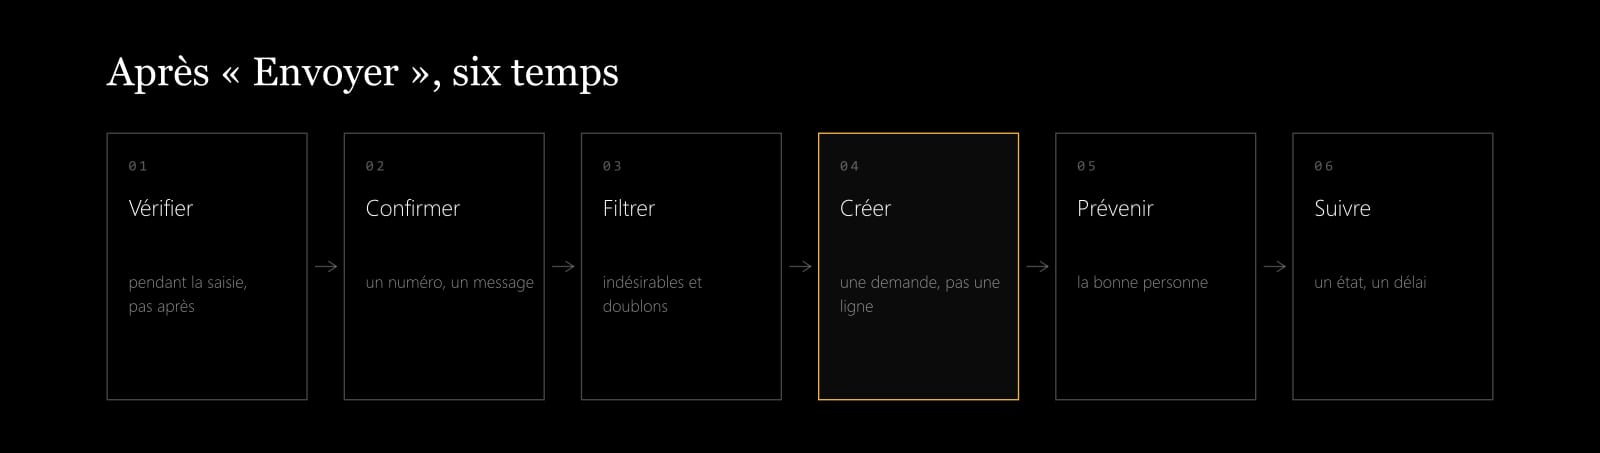 Après « Envoyer », six temps
01
Vérifier
pendant la saisie,
pas après
02
Confirmer
un numéro, un message
03
Filtrer
indésirables et
doublons
04
Créer
une demande, pas une
ligne
05
Prévenir
la bonne personne
06
Suivre
un état, un délai